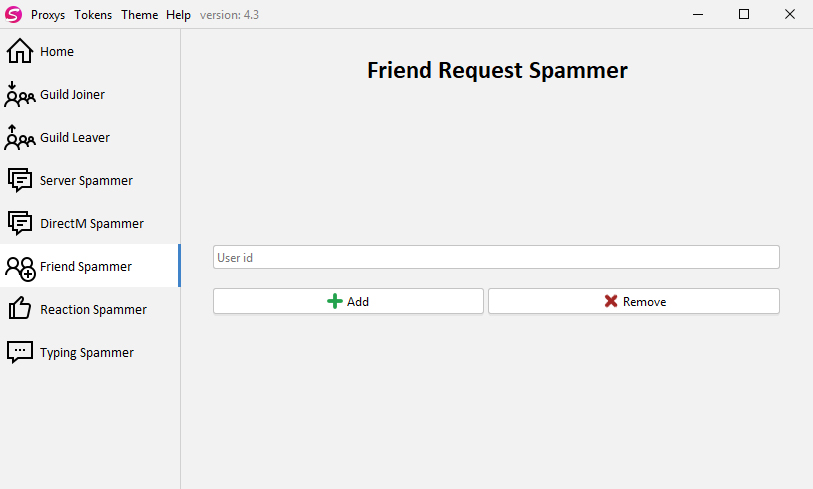 Proxys Tokens Theme Help version: 4.3
Home
Guild Joiner
Guild Leaver
Server Spammer
DirectM Spammer
Friend Spammer
Reaction Spammer
Typing Spammer
Friend Request Spammer
User id
Add Remove